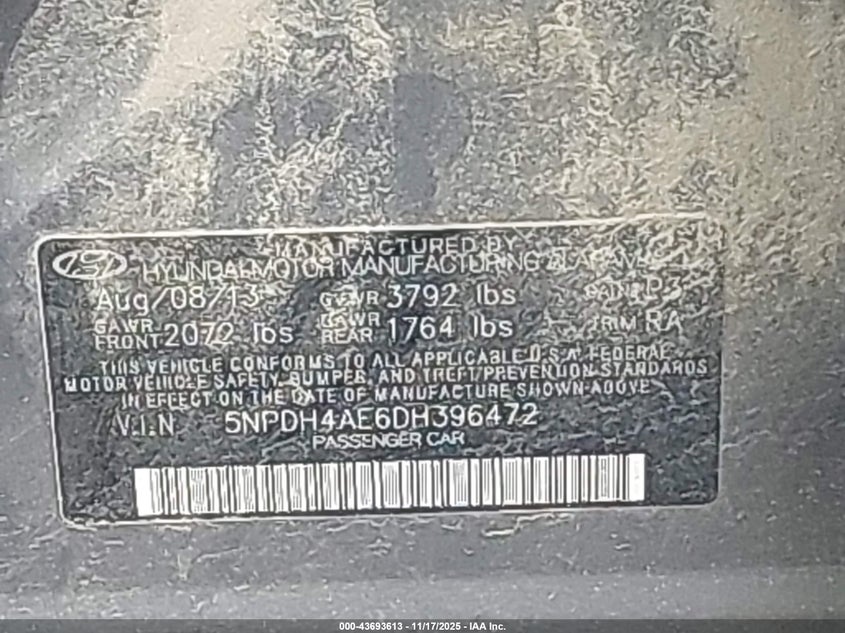 MANUFACTURED BY
HYUNDAI MOTOR MANUFACTURING ALABAMA
Aug/08/13 GVWR 3792 lbs PAINT P3
GAWR FRONT 2072 lbs GAWR REAR 1764 lbs TRIM RA
THIS VEHICLE CONFORMS TO ALL APPLICABLE U.S.A. FEDERAL
MOTOR VEHICLE SAFETY, BUMPER, AND THEFT PREVENTION STANDARDS
IN EFFECT ON THE DATE OF MANUFACTURE SHOWN ABOVE
V.I.N 5NPDH4AE6DH396472
PASSENGER CAR
000-43693613 - 11/17/2025 - IAA Inc.